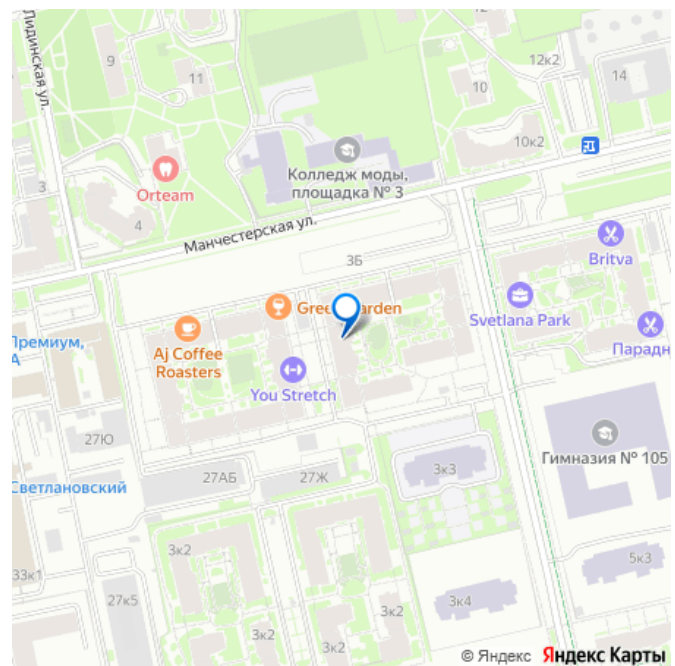 Лидинская ул.
9
11
12к2
14
10
10к2
Колледж моды,
площадка № 3
Orteam
3
4
Манчестерская ул.
3Б
Britva
Svetlana Park
Парадн
Aj Coffee
Roasters
You Stretch
Премиум,
27Ю
Светлановский
27АБ
27Ж
3к3
Гимназия № 105
3к2
33к1
27к5
3к2
3к2
3к2
3к4
5к3
© Яндекс Яндекс Карты